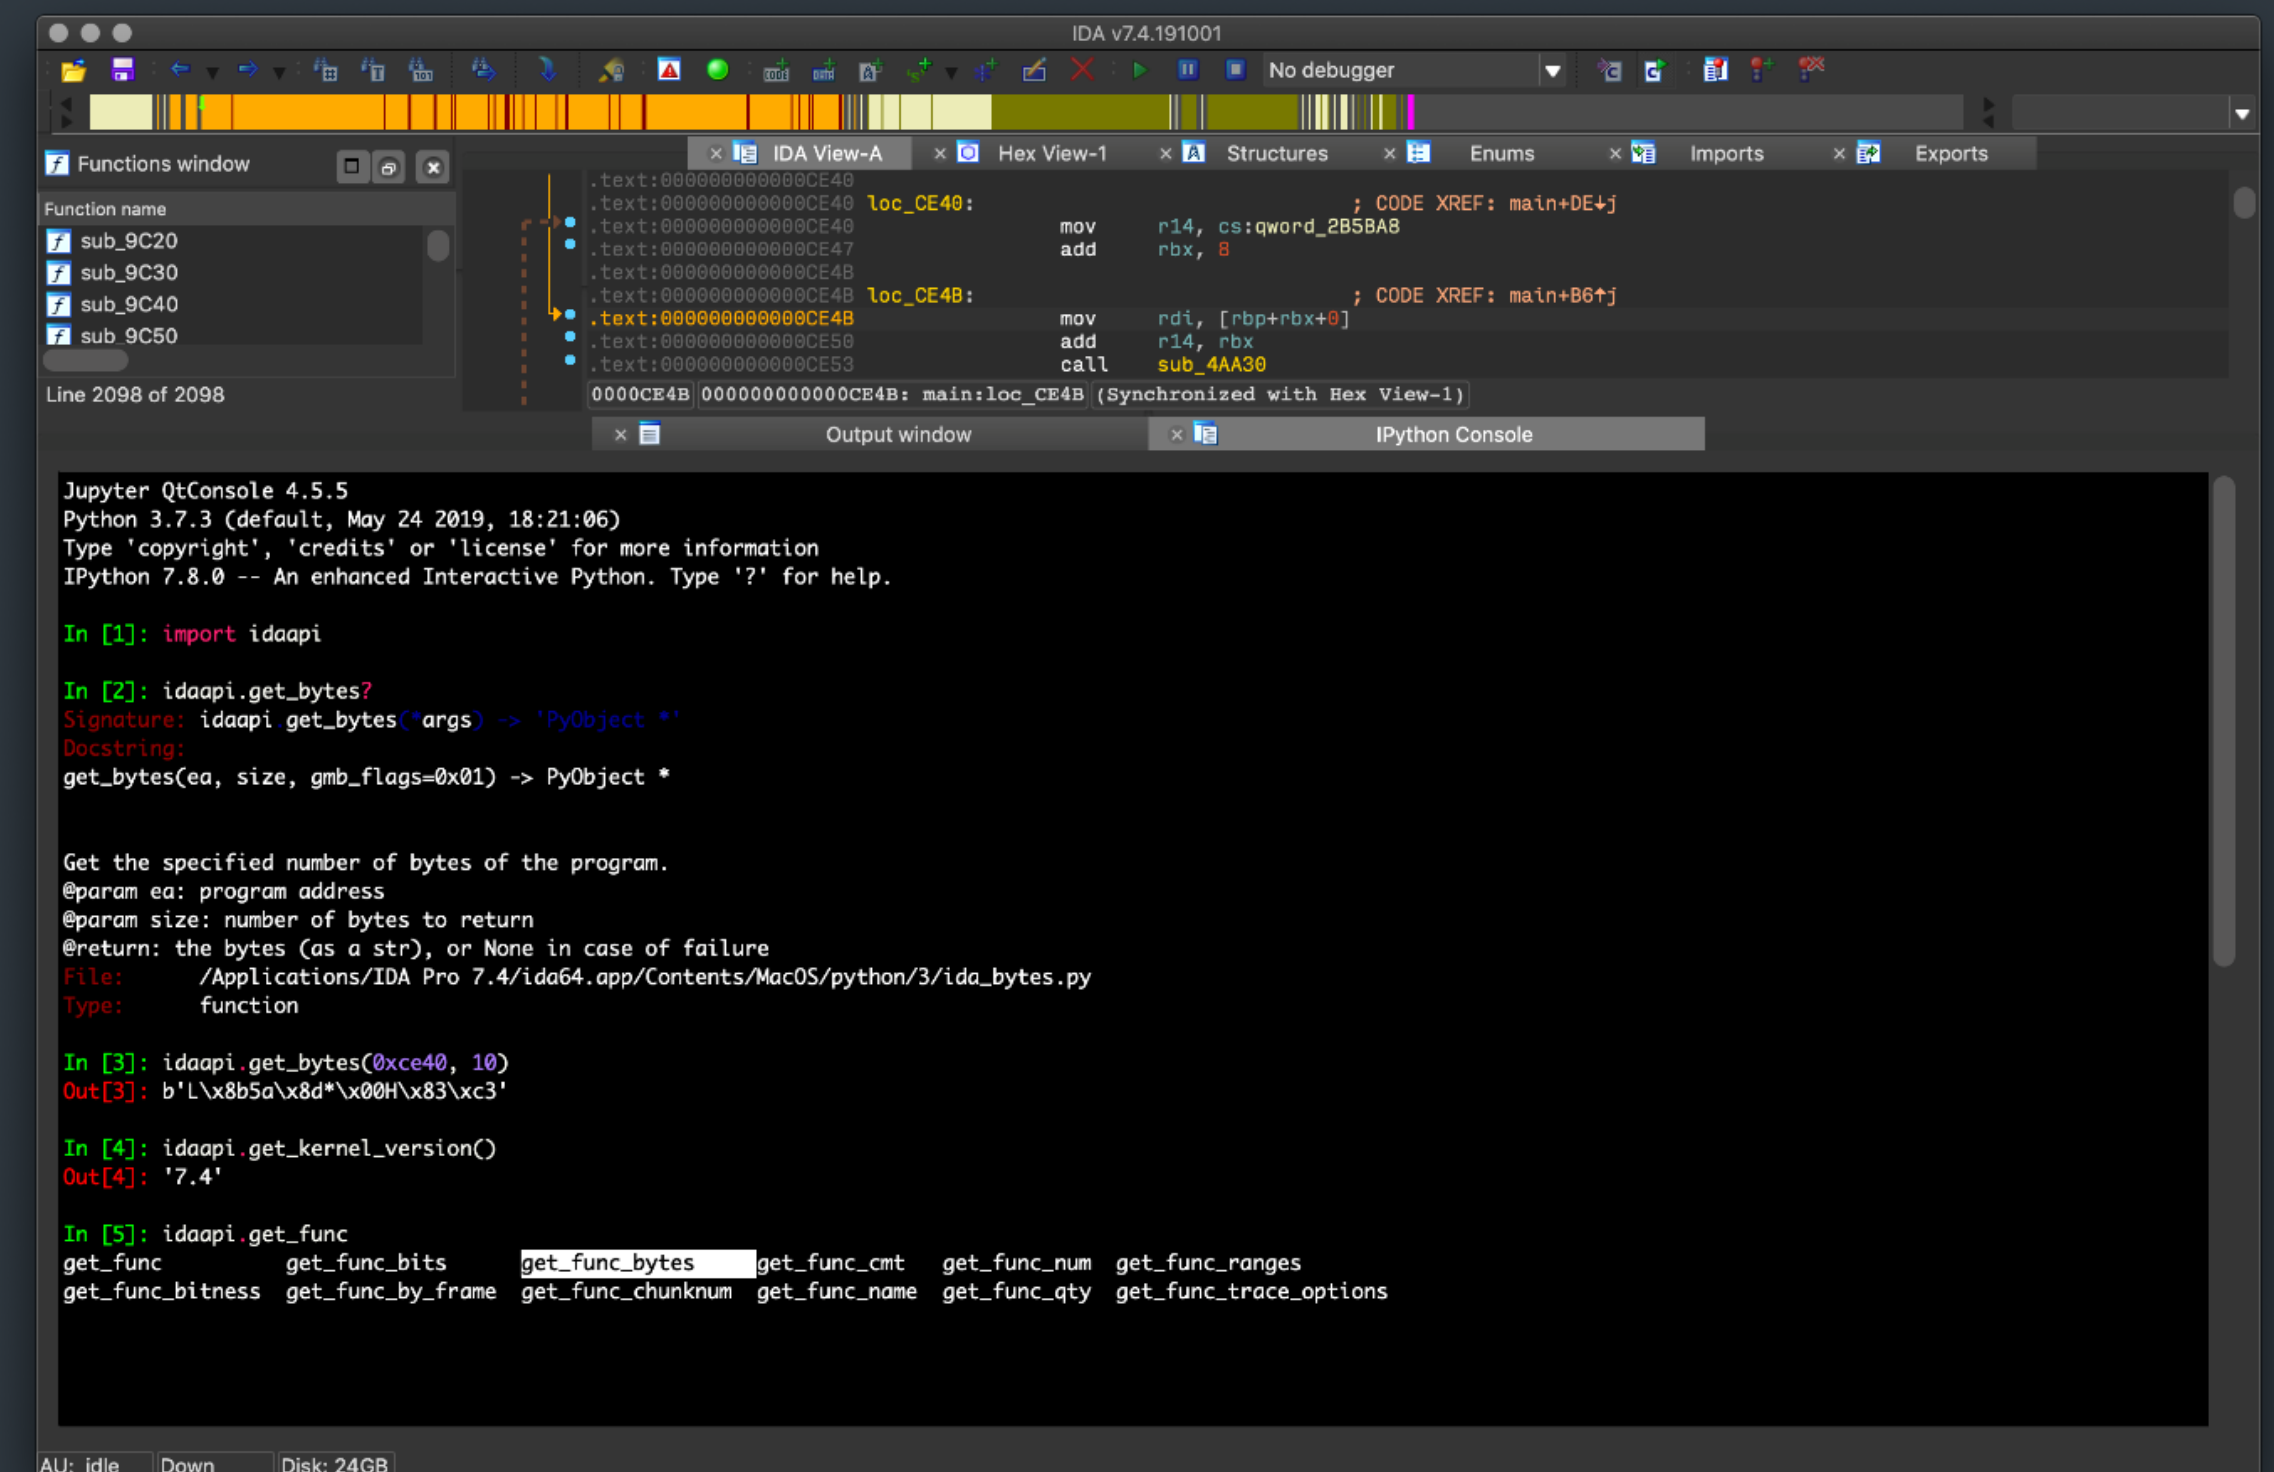 IDA v7.4.191001
No debugger
Functions window
Function name
sub_9C20
sub_9C30
sub_9C40
sub_9C50
Line 2098 of 2098
IDA View-A
Hex View-1
Structures
Enums
Imports
Exports
.text:000000000000CE40
.text:000000000000CE40 loc_CE40: ; CODE XREF: main+DE↓j
.text:000000000000CE40 mov r14, cs:qword_2B5BA8
.text:000000000000CE47 add rbx, 8
.text:000000000000CE4B
.text:000000000000CE4B loc_CE4B: ; CODE XREF: main+B6↑j
.text:000000000000CE4B mov rdi, [rbp+rbx+0]
.text:000000000000CE50 add r14, rbx
.text:000000000000CE53 call sub_4AA30
0000CE4B 000000000000CE4B: main:loc_CE4B (Synchronized with Hex View-1)
Output window
IPython Console
Jupyter QtConsole 4.5.5
Python 3.7.3 (default, May 24 2019, 18:21:06)
Type 'copyright', 'credits' or 'license' for more information
IPython 7.8.0 -- An enhanced Interactive Python. Type '?' for help.
In [1]: import idaapi
In [2]: idaapi.get_bytes?
Signature: idaapi.get_bytes(*args) -> 'PyObject *'
Docstring:
get_bytes(ea, size, gmb_flags=0x01) -> PyObject *
Get the specified number of bytes of the program.
@param ea: program address
@param size: number of bytes to return
@return: the bytes (as a str), or None in case of failure
File: /Applications/IDA Pro 7.4/ida64.app/Contents/MacOS/python/3/ida_bytes.py
Type: function
In [3]: idaapi.get_bytes(0xce40, 10)
Out[3]: b'L\x8b5a\x8d*\x00H\x83\xc3'
In [4]: idaapi.get_kernel_version()
Out[4]: '7.4'
In [5]: idaapi.get_func
get_func get_func_bits get_func_bytes get_func_cmt get_func_num get_func_ranges
get_func_bitness get_func_by_frame get_func_chunknum get_func_name get_func_qty get_func_trace_options
AU: idle Down Disk: 24GB